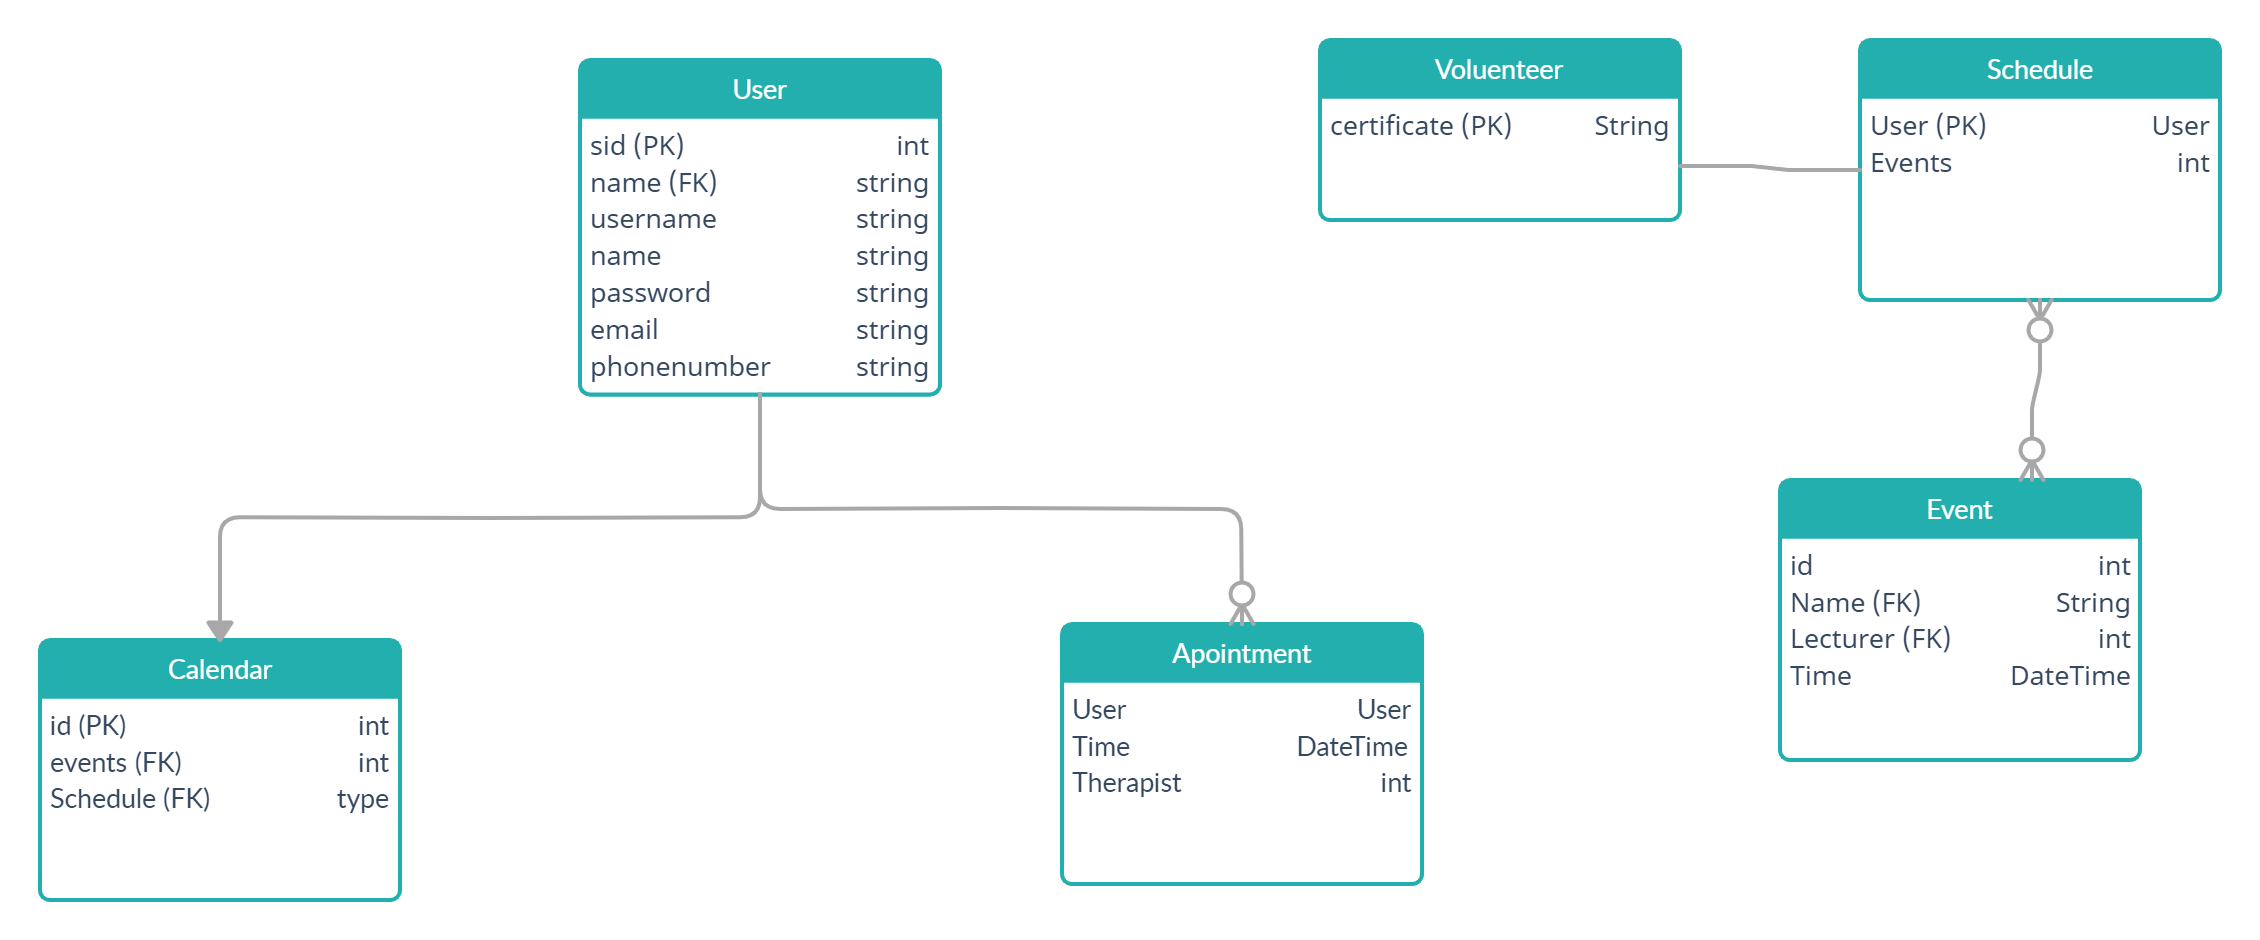 User
sid (PK) int
name (FK) string
username string
name string
password string
email string
phonenumber string
Voluenteer
certificate (PK) String
Schedule
User (PK) User
Events int
Calendar
id (PK) int
events (FK) int
Schedule (FK) type
Apointment
User User
Time DateTime
Therapist int
Event
id int
Name (FK) String
Lecturer (FK) int
Time DateTime